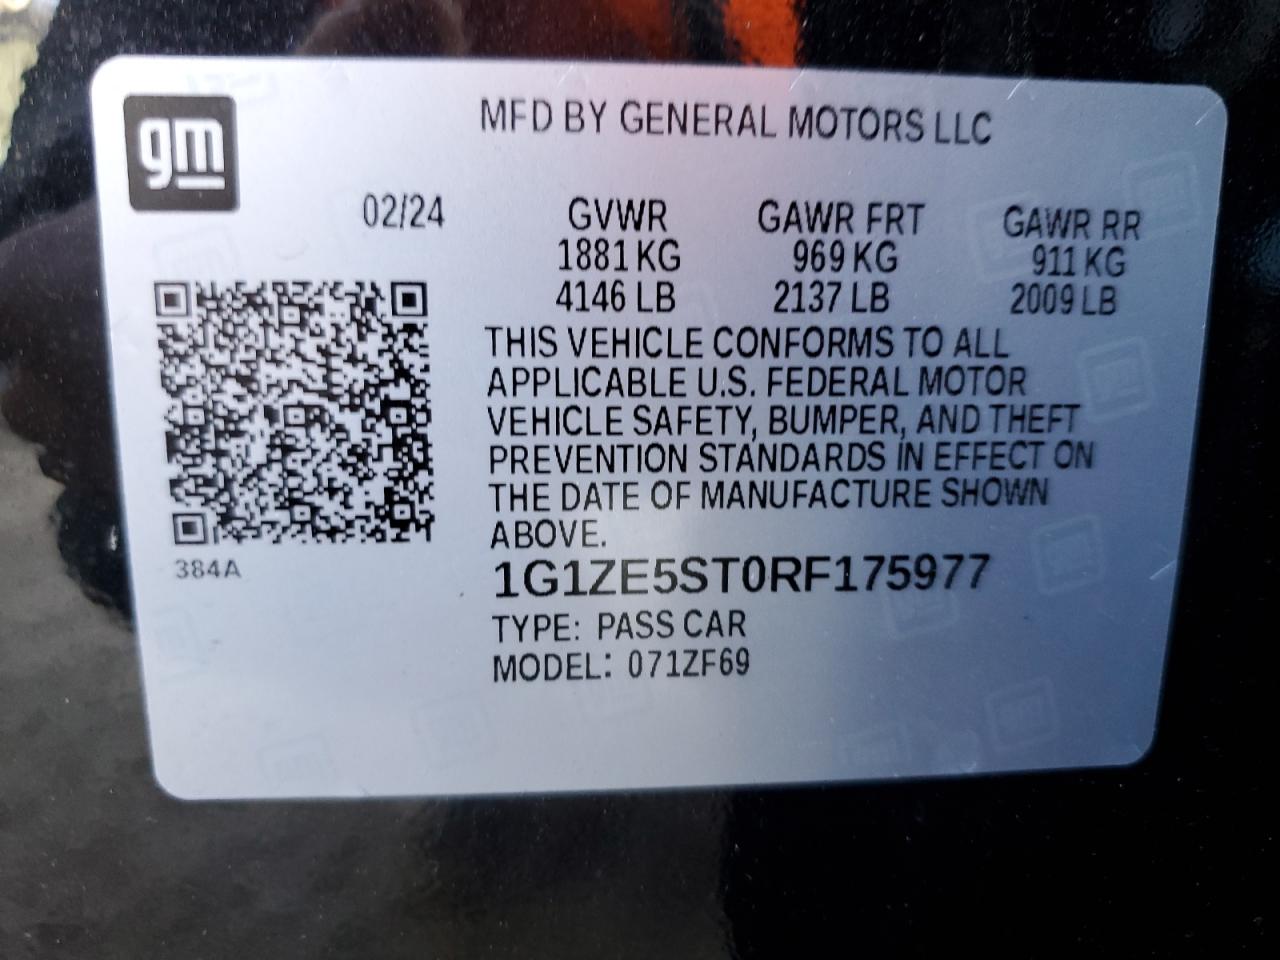 gm
MFD BY GENERAL MOTORS LLC
02/24
GVWR GAWR FRT GAWR RR
1881 KG 969 KG 911 KG
4146 LB 2137 LB 2009 LB
THIS VEHICLE CONFORMS TO ALL
APPLICABLE U.S. FEDERAL MOTOR
VEHICLE SAFETY, BUMPER, AND THEFT
PREVENTION STANDARDS IN EFFECT ON
THE DATE OF MANUFACTURE SHOWN
ABOVE.
384A
1G1ZE5ST0RF175977
TYPE: PASS CAR
MODEL: 071ZF69